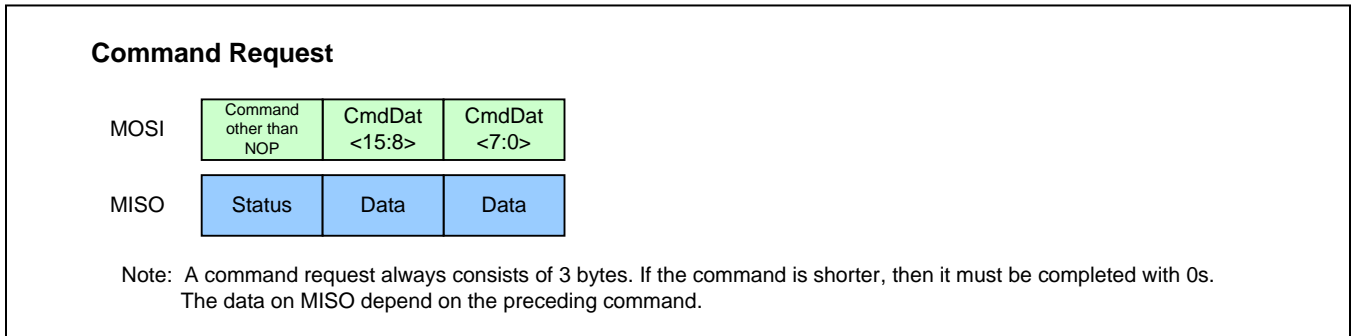 Command Request
MOSI
Command
other than
NOP
CmdDat
<15:8>
CmdDat
<7:0>
MISO
Status
Data
Data
Note: A command request always consists of 3 bytes. If the command is shorter, then it must be completed with 0s.
The data on MISO depend on the preceding command.